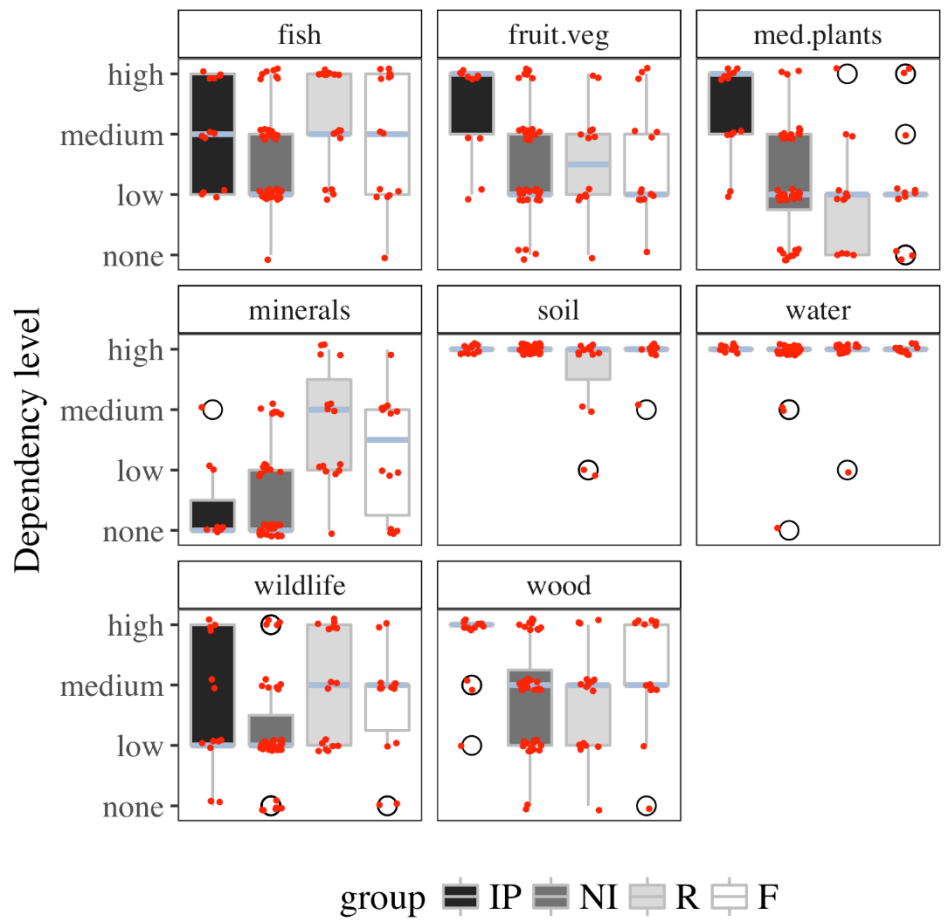 fish fruit.veg med.plants
high
medium
low
none
minerals soil water
high
medium
low
none
wildlife wood
high
medium
low
none
Dependency level
group IP NI R F